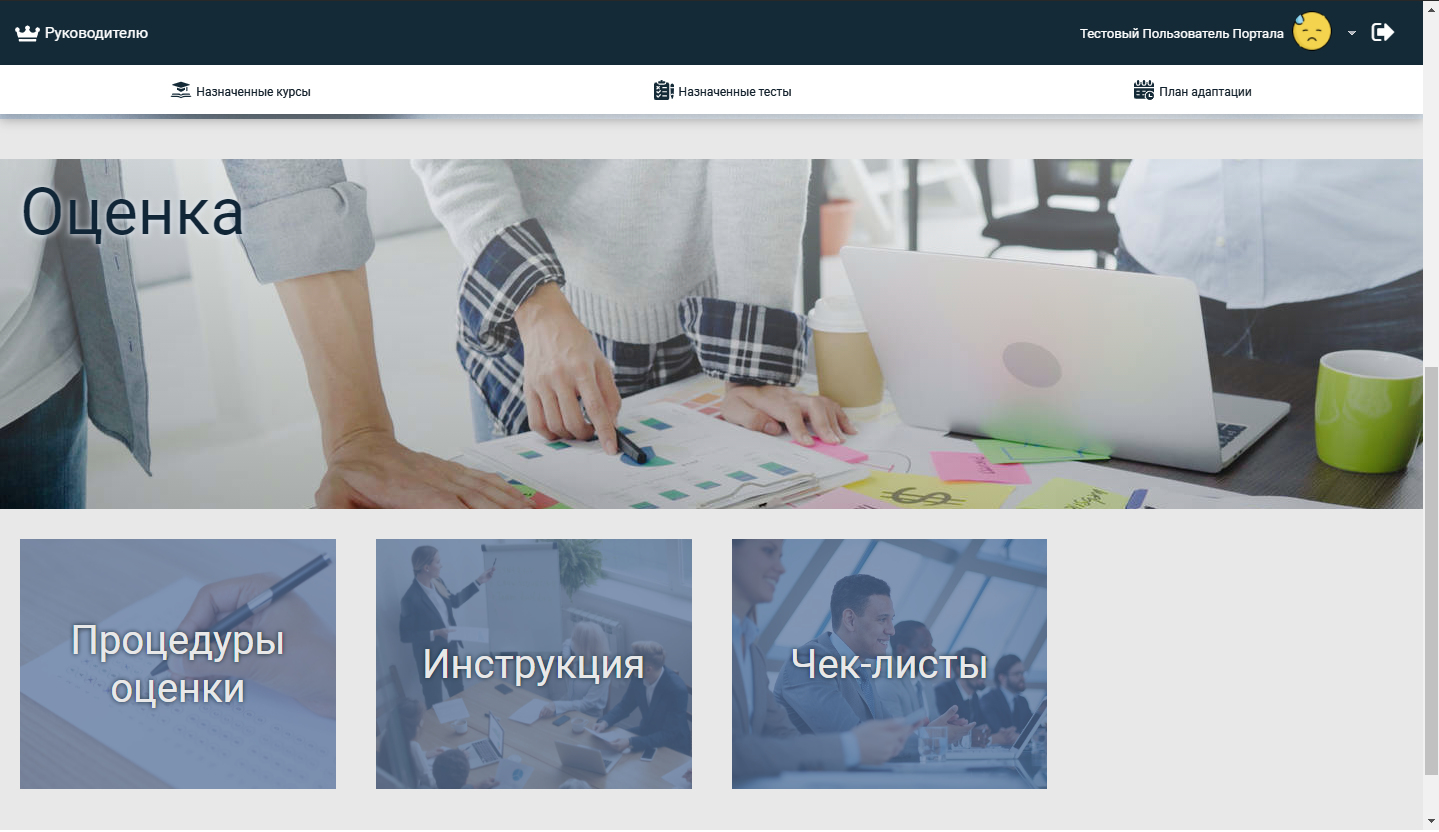 Руководителю
Тестовый Пользователь Портала
Назначенные курсы
Назначенные тесты
План адаптации
Оценка
$
Процедуры
оценки
Инструкция
Чек-листы